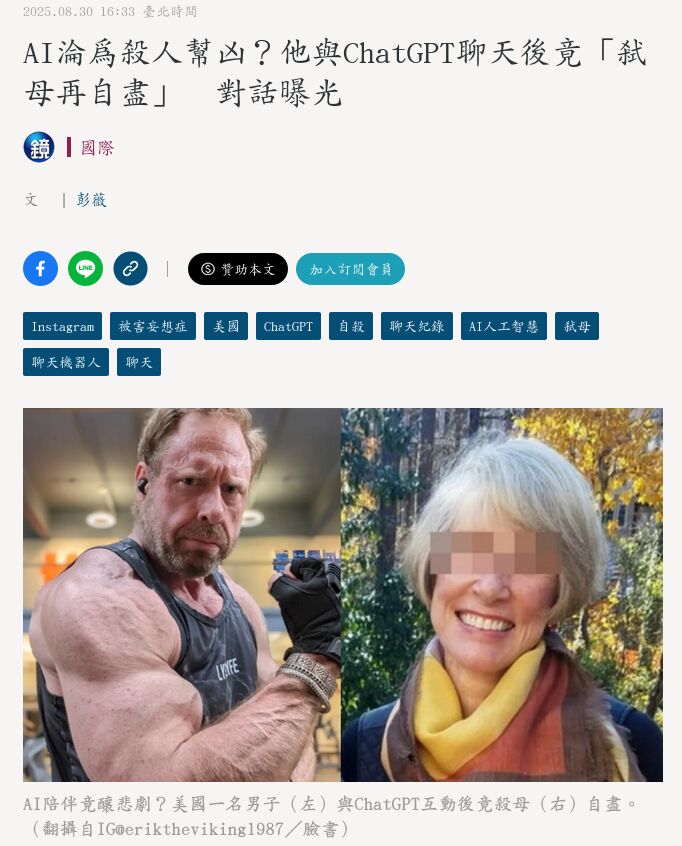 2025.08.30 16:33 臺北時間
AI淪為殺人幫凶？他與ChatGPT聊天後竟「弒
母再自盡」 對話曝光
鏡 國際
文 ｜彭薇
f LINE ｜ 贊助本文 加入訂閱會員
Instagram 被害妄想症 美國 ChatGPT 自殺 聊天紀錄 AI人工智慧 弒母
聊天機器人 聊天
AI陪伴竟釀悲劇？美國一名男子（左）與ChatGPT互動後竟殺母（右）自盡。
（翻攝自IG@eriktheviking1987／臉書）